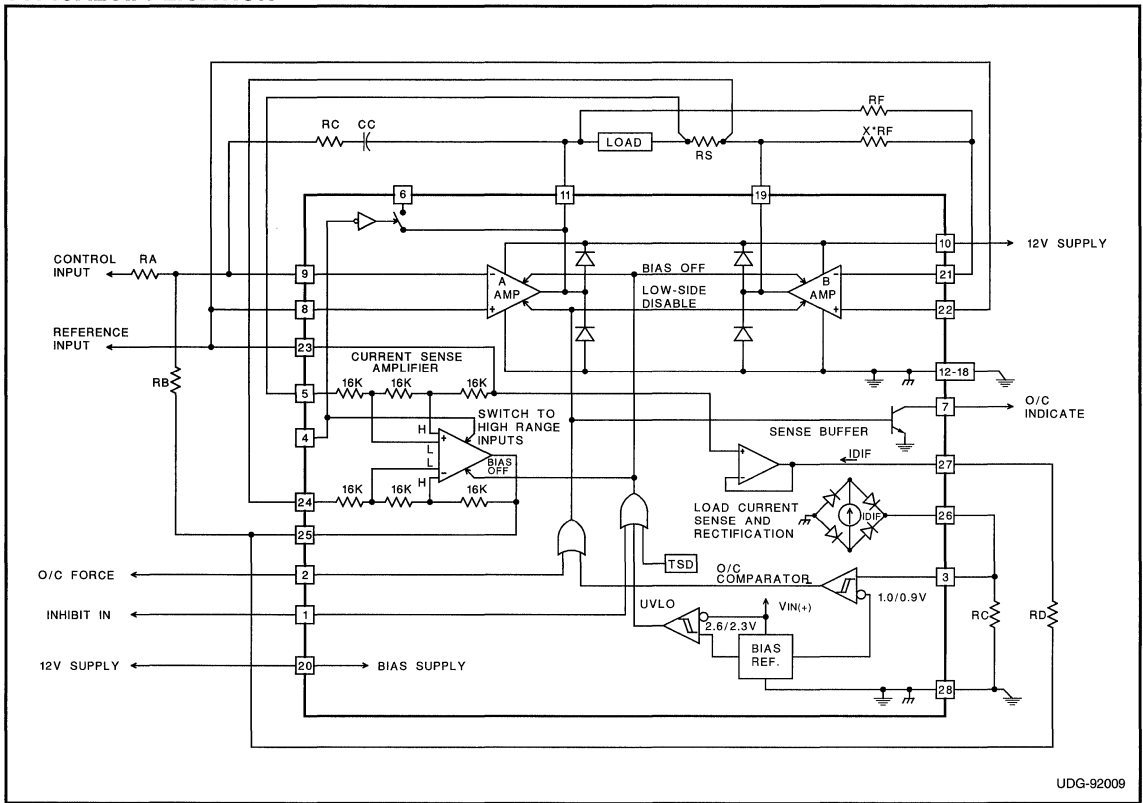 RF
RC CC
X*RF
LOAD
RS
6
11
19
10 12V SUPPLY
CONTROL
INPUT
RA
9
BIAS OFF
21
A
AMP
B
AMP
LOW-SIDE
DISABLE
8
22
REFERENCE
INPUT
23
CURRENT SENSE
AMPLIFIER
12-18
RB
5
16K 16K 16K
7 O/C
INDICATE
4
SWITCH TO
HIGH RANGE
INPUTS
SENSE BUFFER
H
L
L
H
BIAS
OFF
IDIF
27
24
16K 16K 16K
LOAD CURRENT
SENSE AND
RECTIFICATION
IDIF
26
25
TSD
O/C FORCE 2
O/C
COMPARATOR
3
1.0/0.9V
INHIBIT IN 1
UVLO
VIN(+)
2.6/2.3V
RC
RD
BIAS
REF.
12V SUPPLY 20 BIAS SUPPLY
28
UDG-92009